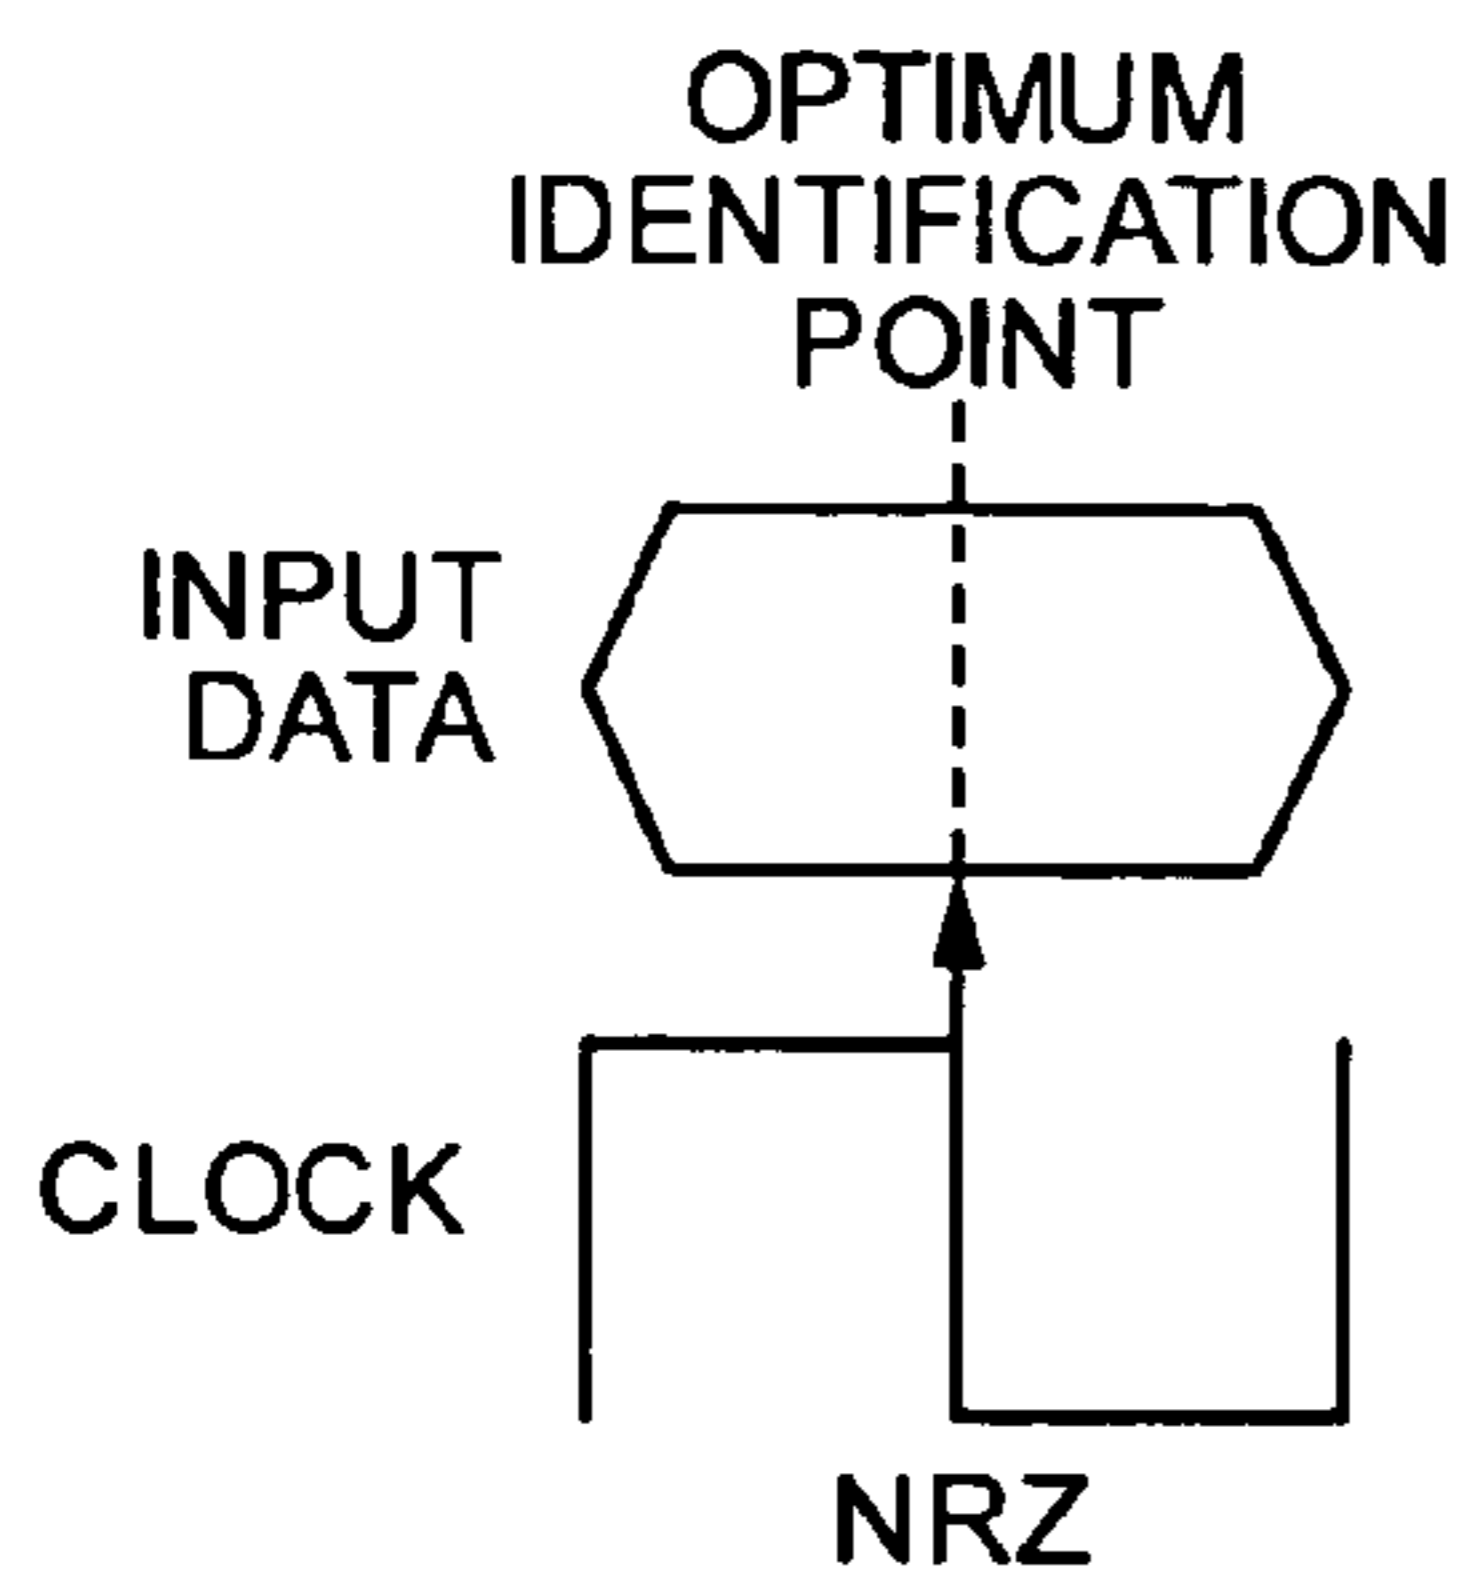 OPTIMUM
IDENTIFICATION
POINT
INPUT
DATA
CLOCK
NRZ